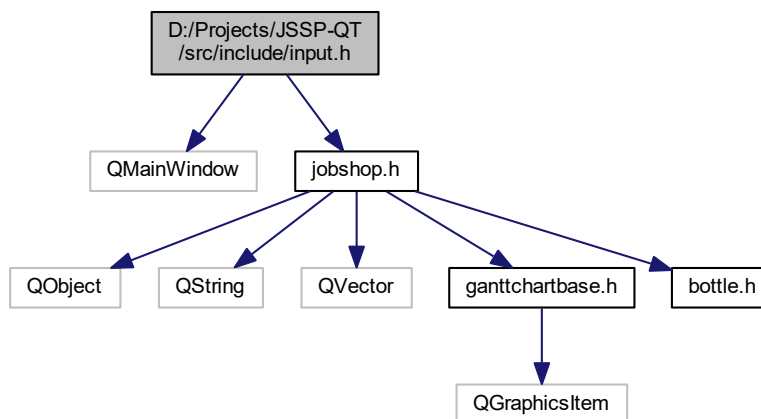 D:/Projects/JSSP-QT
/src/include/input.h
QMainWindow
jobshop.h
QObject
QString
QVector
ganttchartbase.h
bottle.h
QGraphicsItem